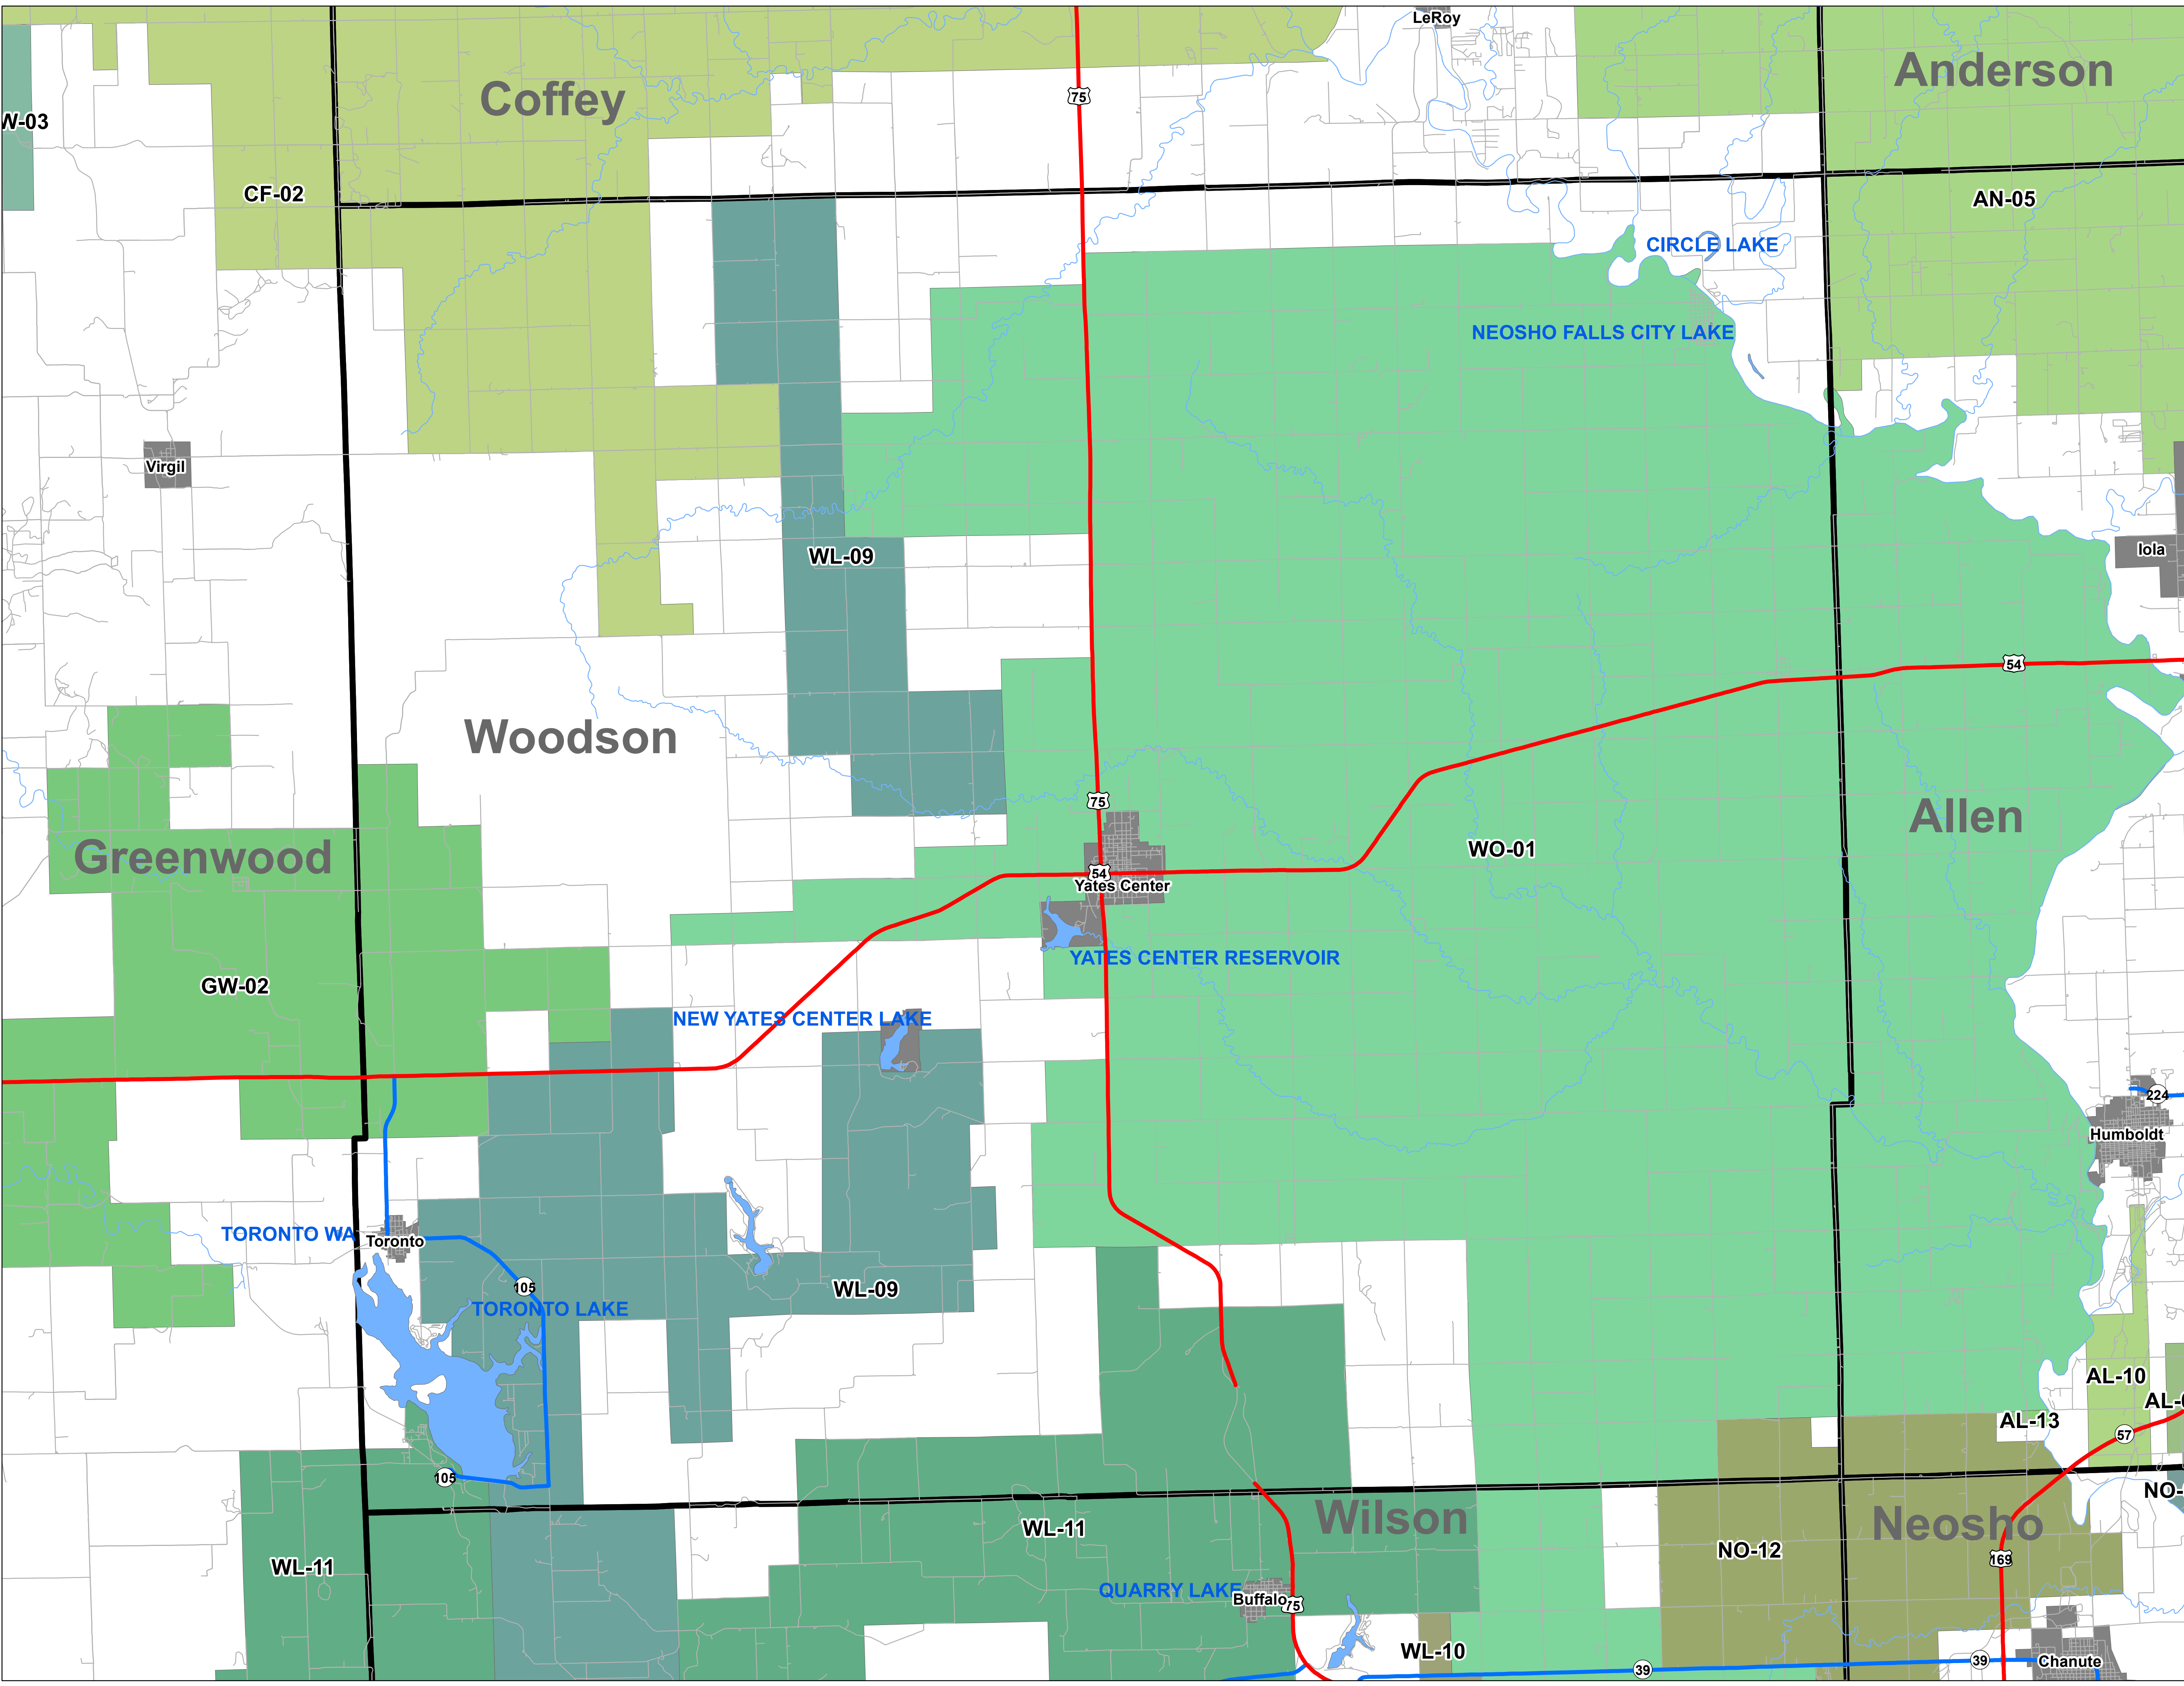 LeRoy
Coffey
Anderson
75
W-03
CF-02
AN-05
CIRCLE LAKE
NEOSHO FALLS CITY LAKE
Virgil
WL-09
Iola
54
Woodson
75
Allen
Greenwood
WO-01
54
Yates Center
YATES CENTER RESERVOIR
GW-02
NEW YATES CENTER LAKE
224
Humboldt
TORONTO WA
Toronto
105
WL-09
TORONTO LAKE
AL-10
AL-
AL-13
57
105
NO-
Wilson
Neosho
WL-11
NO-12
169
WL-11
QUARRY LAKE
Buffalo
75
WL-10
39
39
Chanute